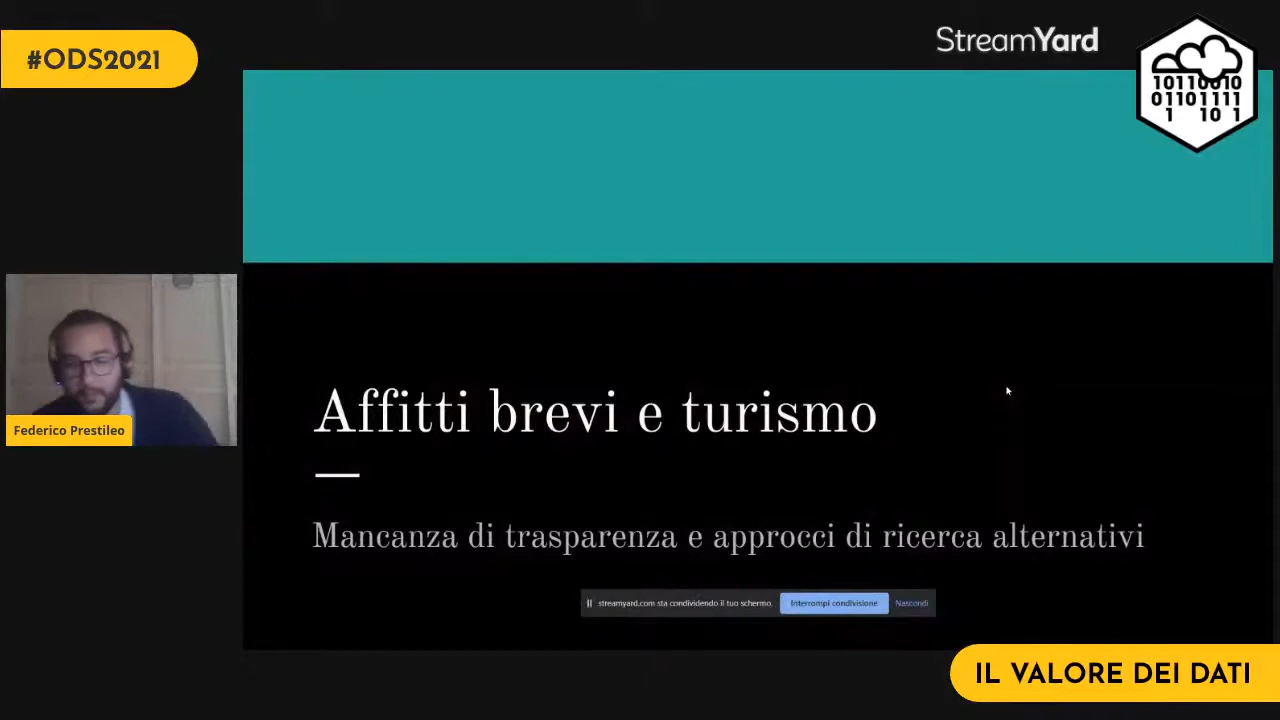 #ODS2021
StreamYard
10110010
01101111
1 10 1
Affitti brevi e turismo
Mancanza di trasparenza e approcci di ricerca alternativi
Federico Prestileo
streamyard.com sta condividendo il tuo schermo.
Interrompi condivisione
Nascondi
IL VALORE DEI DATI